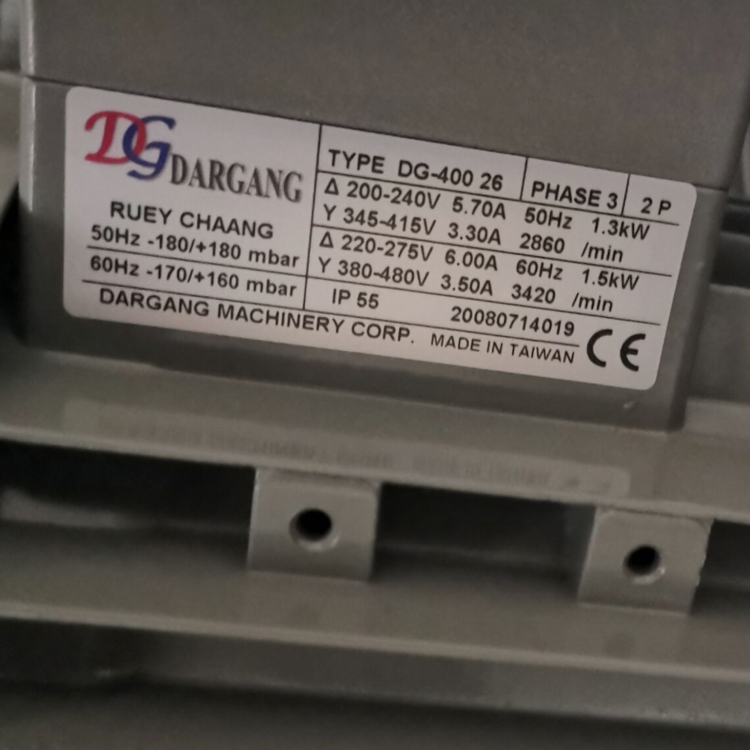 DG DARGANG
RUEY CHAANG
50Hz -180/+180 mbar
60Hz -170/+160 mbar
TYPE DG-400 26 PHASE 3 2 P
Δ 200-240V 5.70A 50Hz 1.3kW
Y 345-415V 3.30A 2860 /min
Δ 220-275V 6.00A 60Hz 1.5kW
Y 380-480V 3.50A 3420 /min
IP 55 20080714019
DARGANG MACHINERY CORP. MADE IN TAIWAN CE